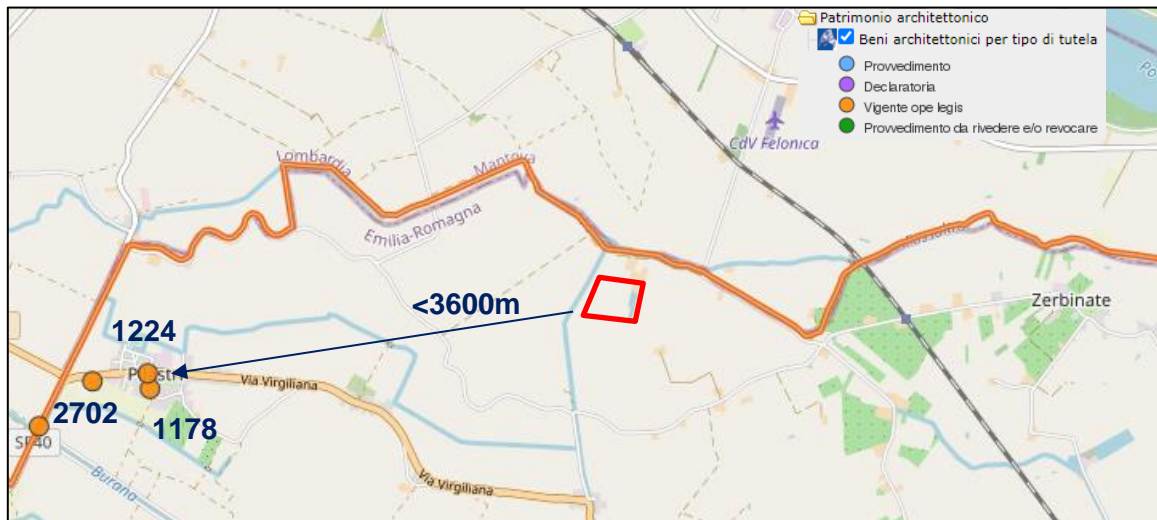 Patrimonio architettonico
Beni architettonici per tipo di tutela
Provvedimento
Declaratoria
Vigente ope legis
Provvedimento da rivedere e/o revocare
CdV Felonica
Lombardia
Mantova
Emilia-Romagna
Zerbinate
<3600m
1224
Via Virgiliana
2702
1178
SP40
Burana
Via Virgiliana